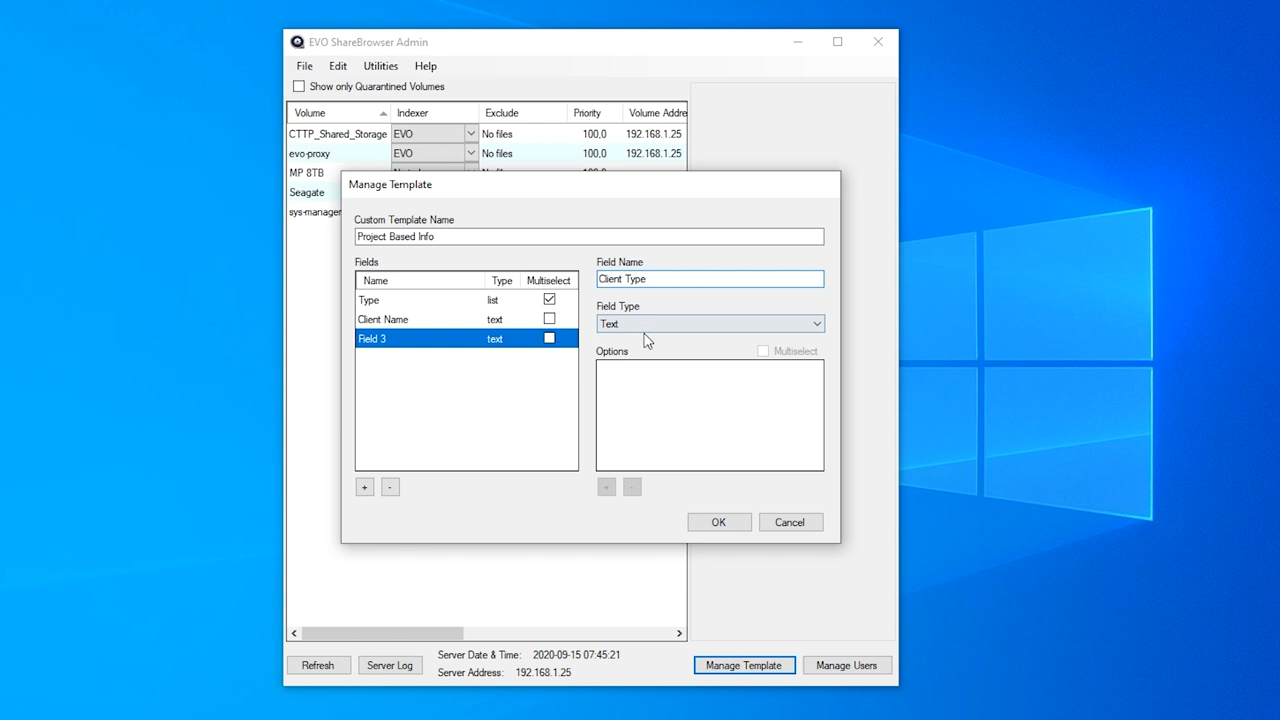 EVO ShareBrowser Admin
File Edit Utilities Help
Show only Quarantined Volumes
Volume Indexer Exclude Priority Volume Addre
CTTP_Shared_Storage EVO No files 100,0 192.168.1.25
evo-proxy EVO No files 100,0 192.168.1.25
MP 8TB
Seagate
sys-manager
Manage Template
Custom Template Name
Project Based Info
Fields
Name Type Multiselect
Type list
Client Name text
Field 3 text
+ -
Field Name
Client Type
Field Type
Text
Options Multiselect
+ -
OK Cancel
Refresh Server Log
Server Date & Time: 2020-09-15 07:45:21
Server Address: 192.168.1.25
Manage Template Manage Users